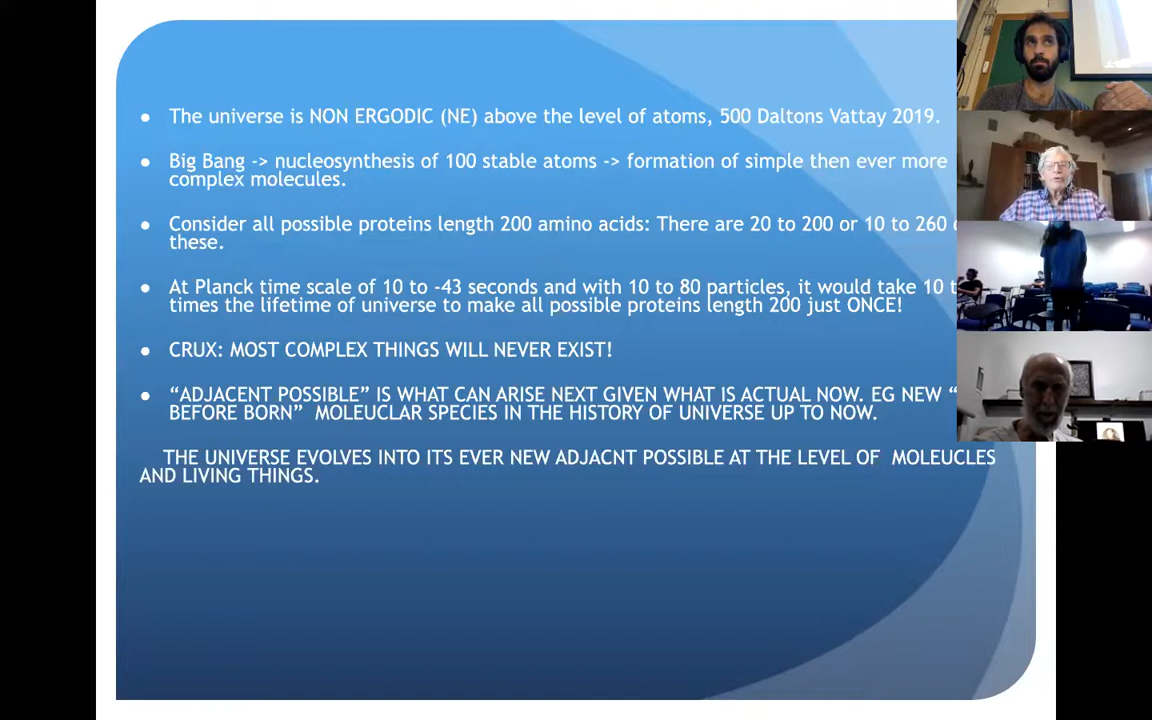 ● The universe is NON ERGODIC (NE) above the level of atoms, 500 Daltons Vattay 2019.
● Big Bang -> nucleosynthesis of 100 stable atoms -> formation of simple then ever more
complex molecules.
● Consider all possible proteins length 200 amino acids: There are 20 to 200 or 10 to 260
these.
● At Planck time scale of 10 to -43 seconds and with 10 to 80 particles, it would take 10
times the lifetime of universe to make all possible proteins length 200 just ONCE!
● CRUX: MOST COMPLEX THINGS WILL NEVER EXIST!
● “ADJACENT POSSIBLE” IS WHAT CAN ARISE NEXT GIVEN WHAT IS ACTUAL NOW. EG NEW “
BEFORE BORN” MOLEUCLAR SPECIES IN THE HISTORY OF UNIVERSE UP TO NOW.
THE UNIVERSE EVOLVES INTO ITS EVER NEW ADJACNT POSSIBLE AT THE LEVEL OF MOLEUCLES
AND LIVING THINGS.